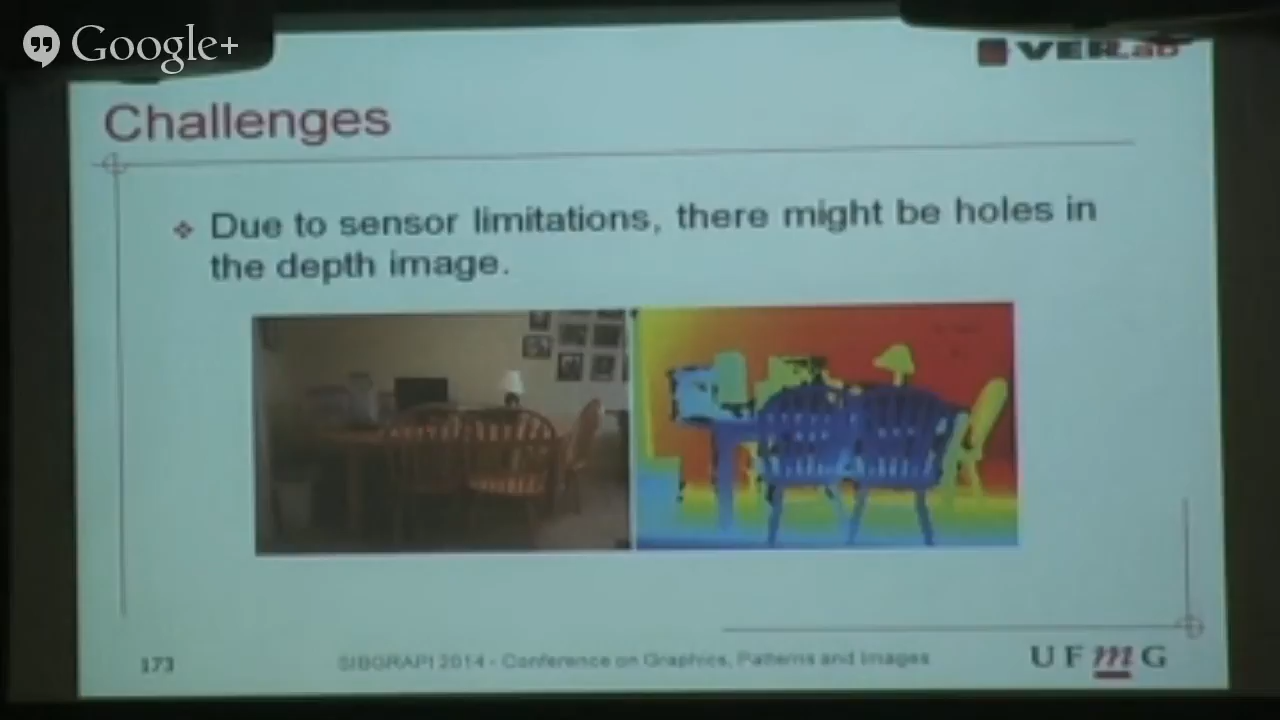 Google+
VERLab
Challenges
Due to sensor limitations, there might be holes in
the depth image.
173
SIBGRAPI 2014 - Conference on Graphics, Patterns and Images
UFmG